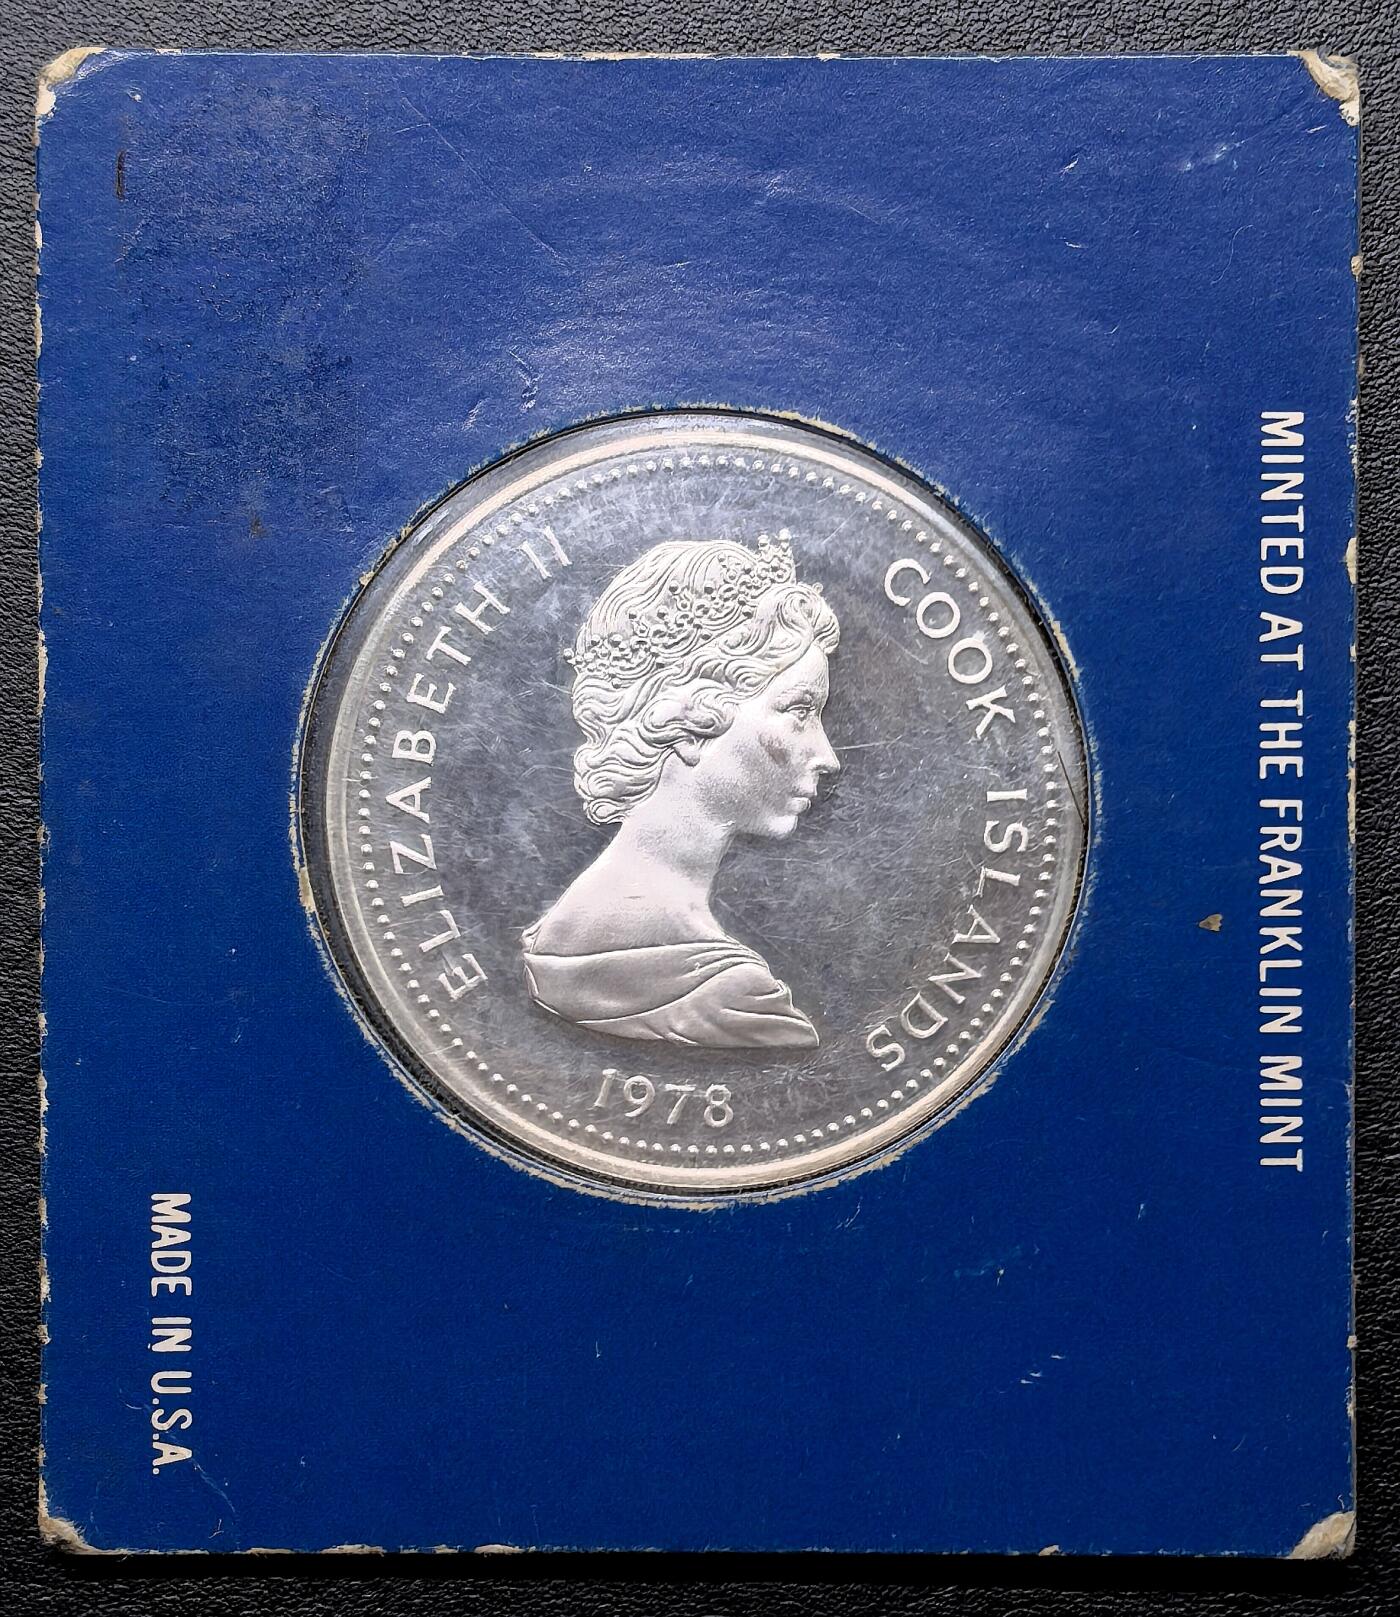 ELIZABETH II
COOK ISLANDS
1978
MINTED AT THE FRANKLIN MINT
MADE IN U.S.A.